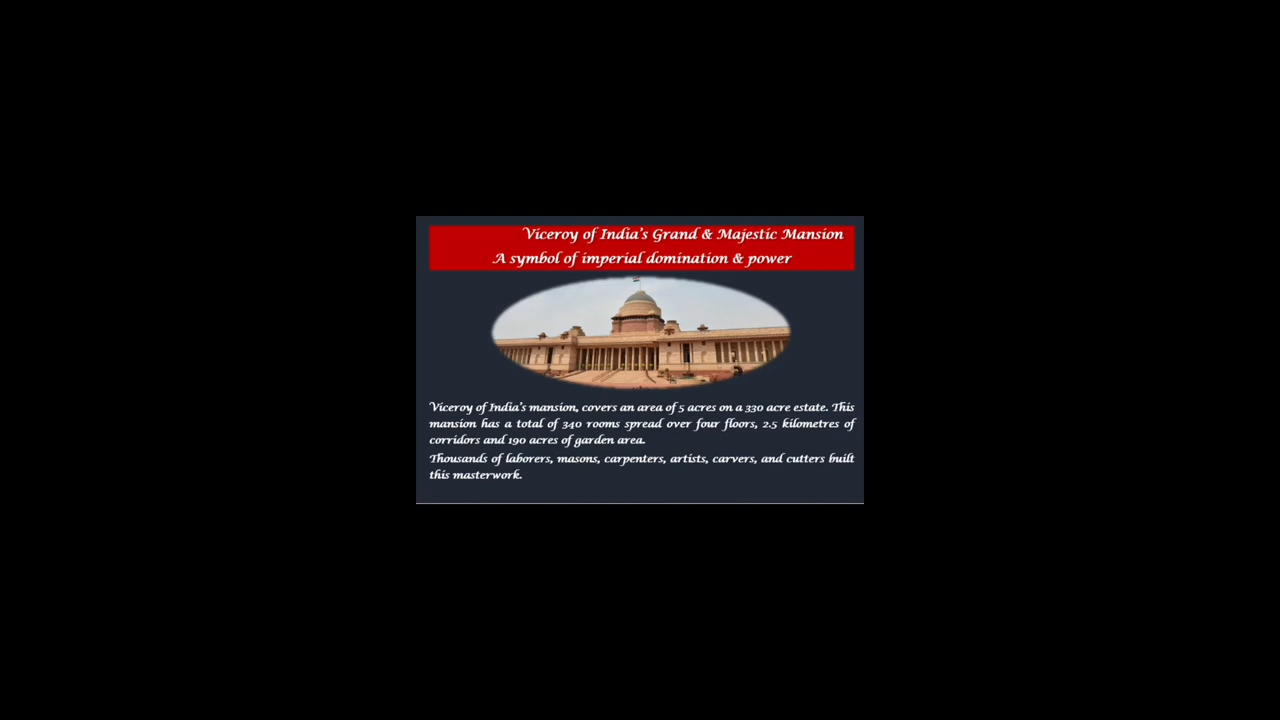 Viceroy of India's Grand & Majestic Mansion
A symbol of imperial domination & power
Viceroy of India's mansion, covers an area of 5 acres on a 330 acre estate. This
mansion has a total of 340 rooms spread over four floors, 2.5 kilometres of
corridors and 190 acres of garden area.
Thousands of laborers, masons, carpenters, artists, carvers, and cutters built
this masterwork.